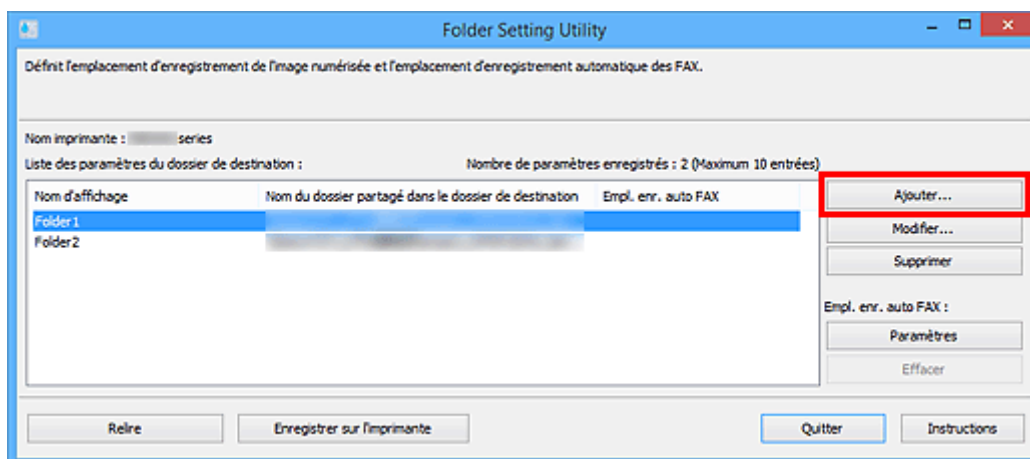 Folder Setting Utility
Définit l'emplacement d'enregistrement de l'image numérisée et l'emplacement d'enregistrement automatique des FAX.
Nom imprimante : series
Liste des paramètres du dossier de destination : Nombre de paramètres enregistrés : 2 (Maximum 10 entrées)
Nom d'affichage Nom du dossier partagé dans le dossier de destination Empl. enr. auto FAX Ajouter...
Folder1
Modifier...
Folder2
Supprimer
Empl. enr. auto FAX :
Paramètres
Effacer
Relire Enregistrer sur l'imprimante Quitter Instructions